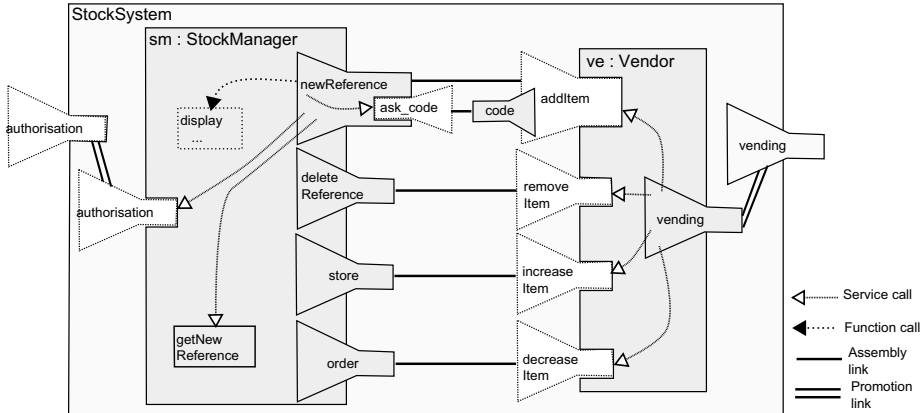 StockSystem
sm : StockManager
ve : Vendor
newReference
ask_code
code
addItem
authorisation
display
...
vending
authorisation
delete
Reference
remove
Item
vending
store
increase
Item
getNew
Reference
order
decrease
Item
Service call
Function call
Assembly
link
Promotion
link